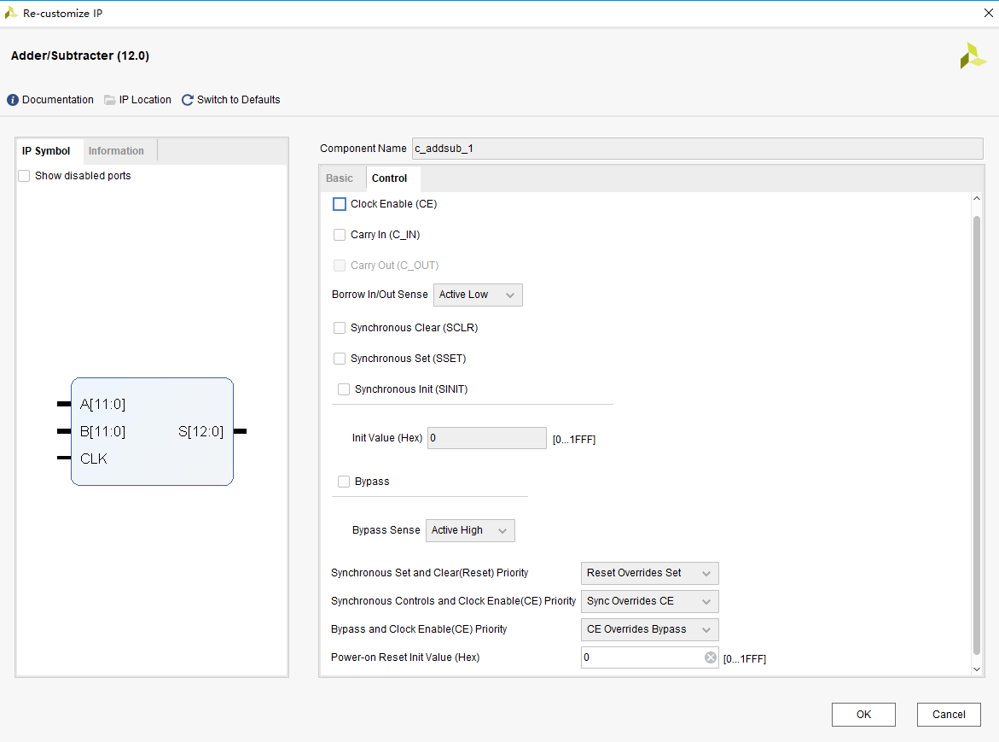 Re-customize IP
Adder/Subtracter (12.0)
Documentation IP Location Switch to Defaults
IP Symbol Information
Show disabled ports
A[11:0]
B[11:0] S[12:0]
CLK
Component Name c_addsub_1
Basic Control
Clock Enable (CE)
Carry In (C_IN)
Carry Out (C_OUT)
Borrow In/Out Sense Active Low
Synchronous Clear (SCLR)
Synchronous Set (SSET)
Synchronous Init (SINIT)
Init Value (Hex) 0 [0...1FFF]
Bypass
Bypass Sense Active High
Synchronous Set and Clear(Reset) Priority Reset Overrides Set
Synchronous Controls and Clock Enable(CE) Priority Sync Overrides CE
Bypass and Clock Enable(CE) Priority CE Overrides Bypass
Power-on Reset Init Value (Hex) 0 [0...1FFF]
OK Cancel